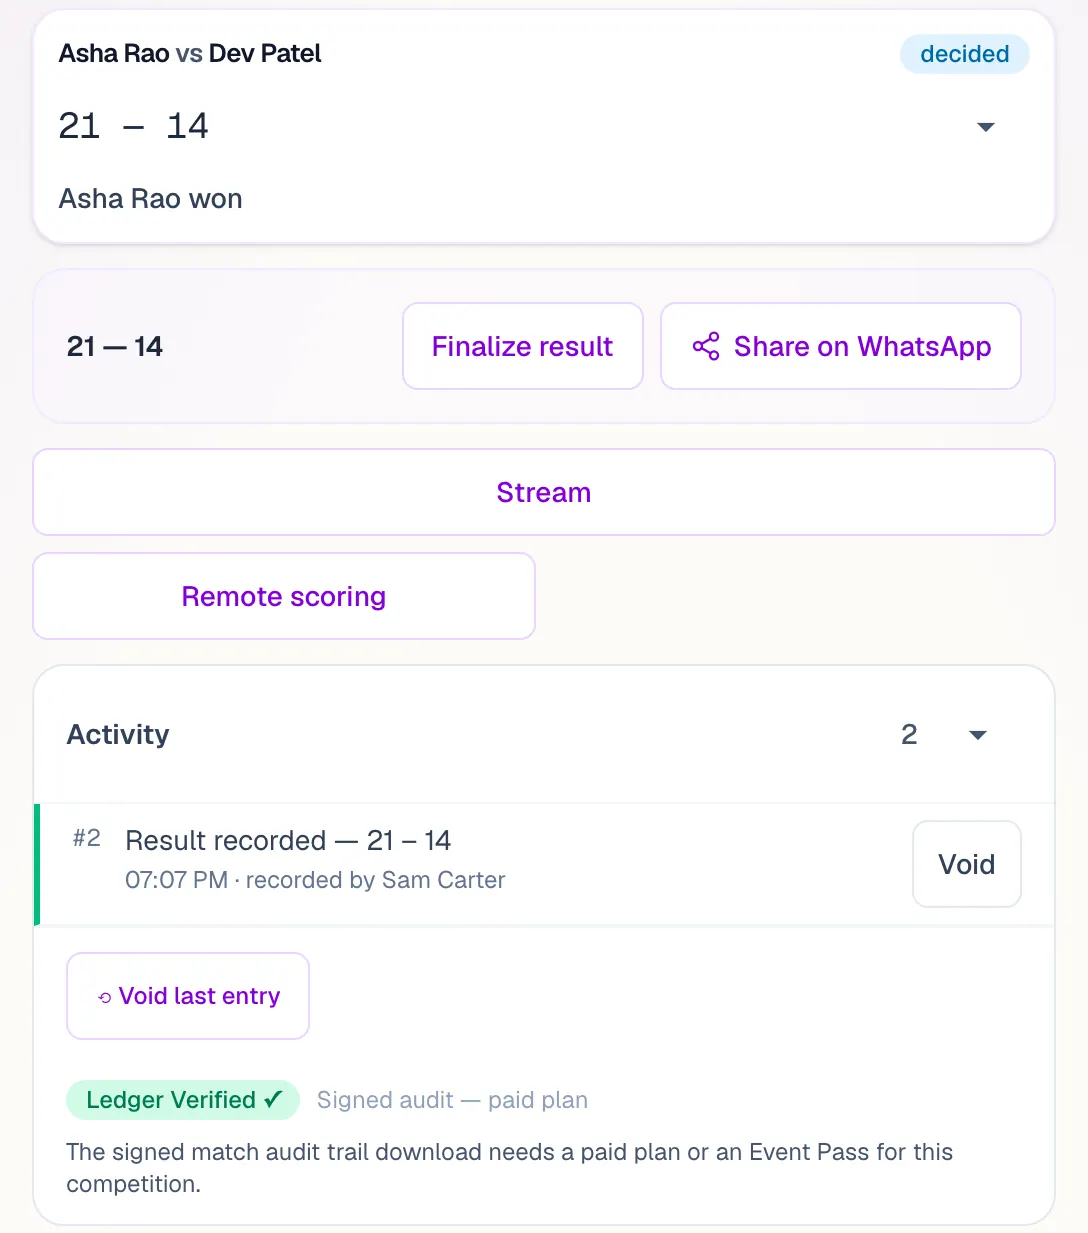 Asha Rao vs Dev Patel
decided
21 – 14
Asha Rao won
21 — 14
Finalize result
Share on WhatsApp
Stream
Remote scoring
Activity
2
#2
Result recorded — 21 – 14
07:07 PM · recorded by Sam Carter
Void
⟲ Void last entry
Ledger Verified ✓
Signed audit — paid plan
The signed match audit trail download needs a paid plan or an Event Pass for this
competition.